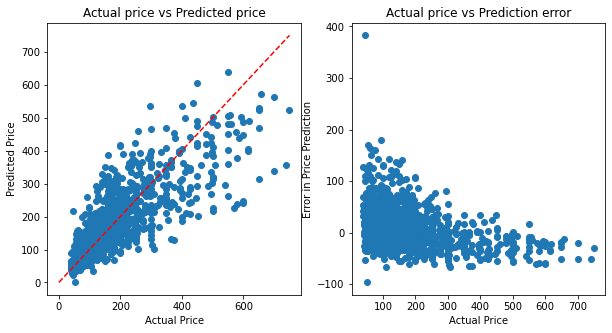 Actual price vs Predicted price
Predicted Price
700
600
500
400
300
200
100
0
0 200 400 600
Actual Price
Actual price vs Prediction error
Error in Price Prediction
400
300
200
100
0
−100
100 200 300 400 500 600 700
Actual Price